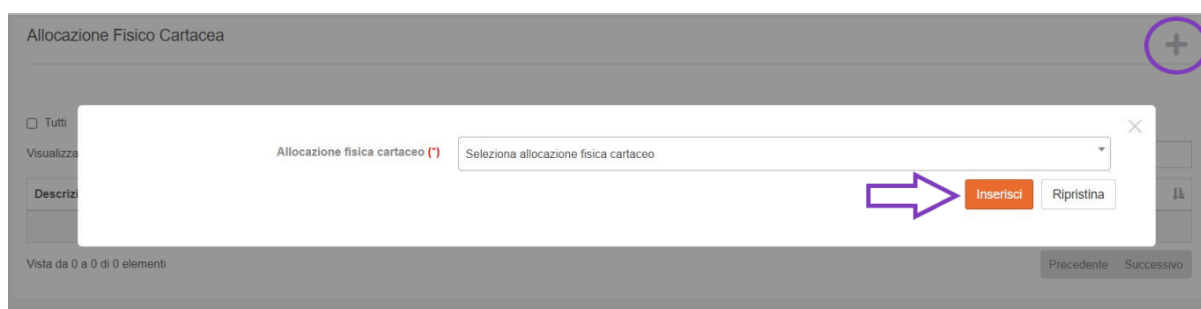 Allocazione Fisico Cartacea
Tutti
Visualizza
Allocazione fisica cartaceo (*) Seleziona allocazione fisica cartaceo
Inserisci Ripristina
Vista da 0 a 0 di 0 elementi Precedente Successivo